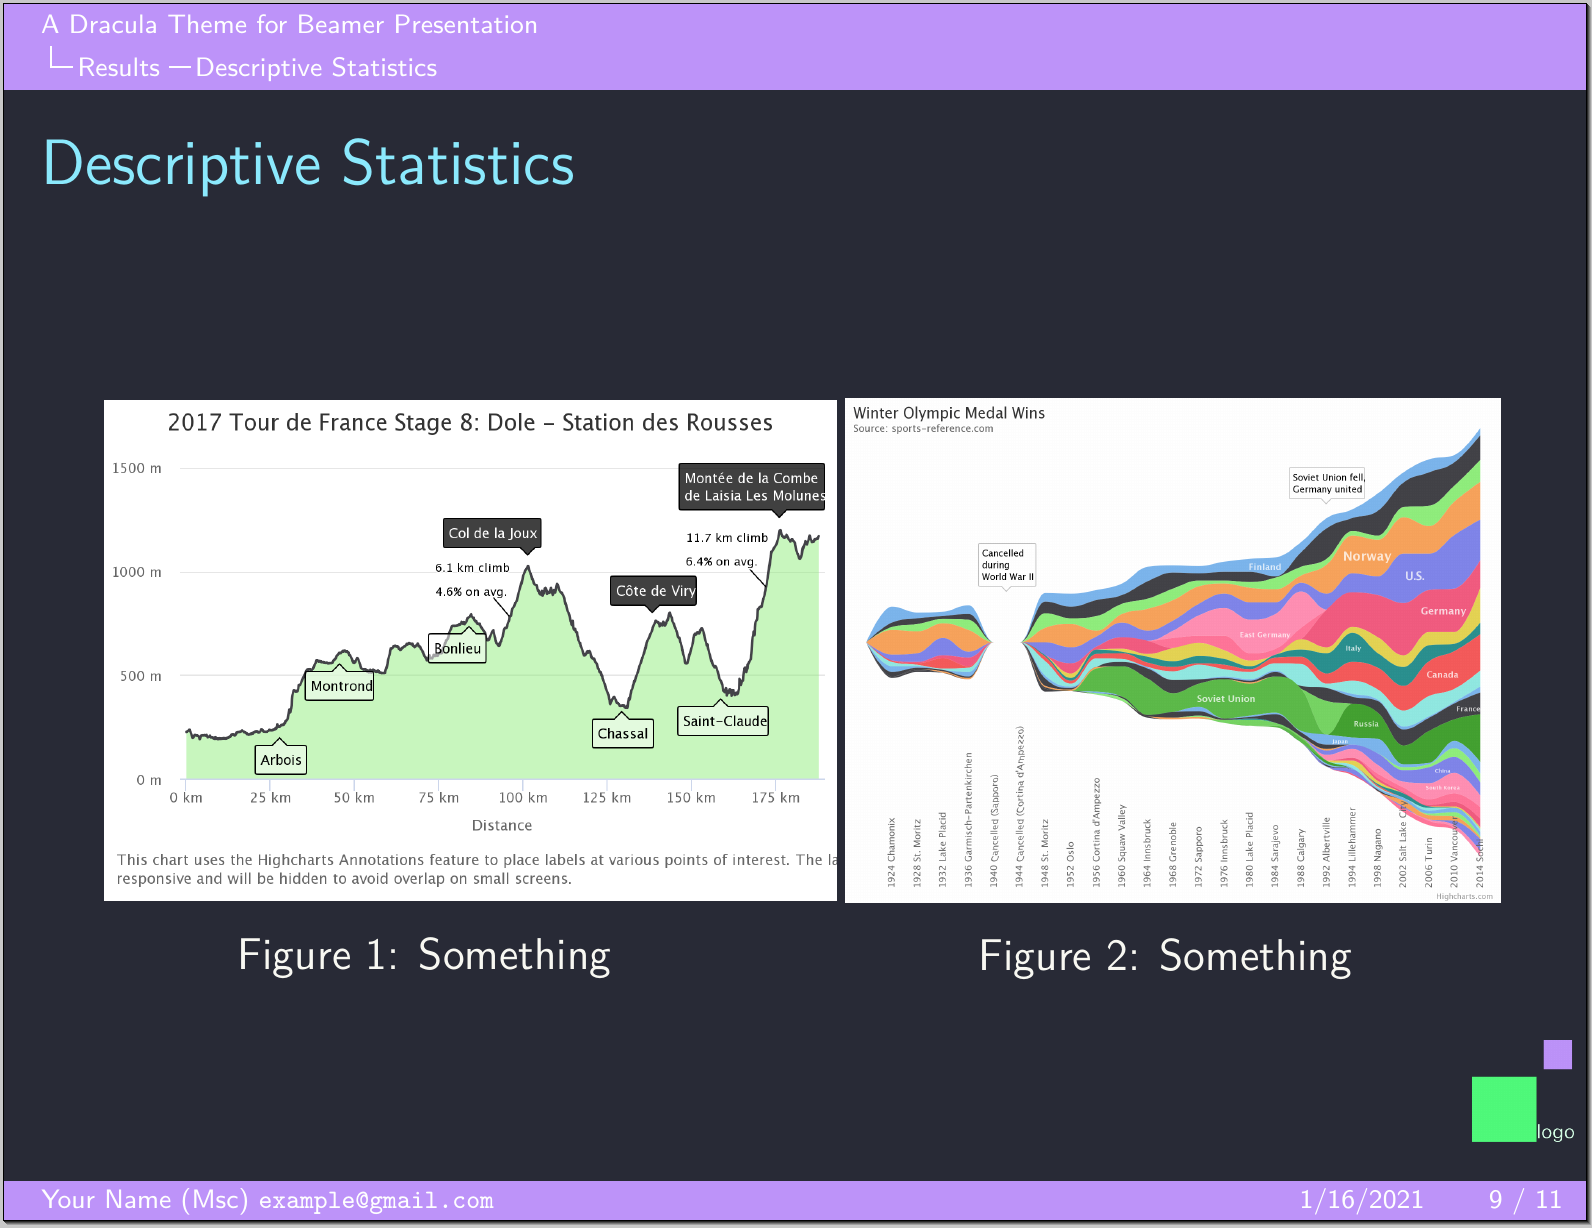 A Dracula Theme for Beamer Presentation
Results — Descriptive Statistics
Descriptive Statistics
2017 Tour de France Stage 8: Dole – Station des Rousses
1500 m
1000 m
500 m
0 m
Montée de la Combe
de Laisia Les Molunes
Col de la Joux
11.7 km climb
6.4% on avg.
6.1 km climb
4.6% on avg.
Côte de Viry
Bonlieu
Montrond
Saint-Claude
Chassal
Arbois
0 km 25 km 50 km 75 km 100 km 125 km 150 km 175 km
Distance
This chart uses the Highcharts Annotations feature to place labels at various points of interest. The la
responsive and will be hidden to avoid overlap on small screens.
Figure 1: Something
Winter Olympic Medal Wins
Source: sports-reference.com
Soviet Union fell,
Germany united
Cancelled
during
World War II
Finland
Norway
U.S.
Germany
East Germany
Italy
Canada
Soviet Union
France
Russia
Japan
China
South Korea
1924 Chamonix
1928 St. Moritz
1932 Lake Placid
1936 Garmisch-Partenkirchen
1940 Cancelled (Sapporo)
1944 Cancelled (Cortina d'Ampezzo)
1948 St. Moritz
1952 Oslo
1956 Cortina d'Ampezzo
1960 Squaw Valley
1964 Innsbruck
1968 Grenoble
1972 Sapporo
1976 Innsbruck
1980 Lake Placid
1984 Sarajevo
1988 Calgary
1992 Albertville
1994 Lillehammer
1998 Nagano
2002 Salt Lake City
2006 Turin
2010 Vancouver
2014 Sochi
Highcharts.com
Figure 2: Something
logo
Your Name (Msc) example@gmail.com
1/16/2021 9 / 11